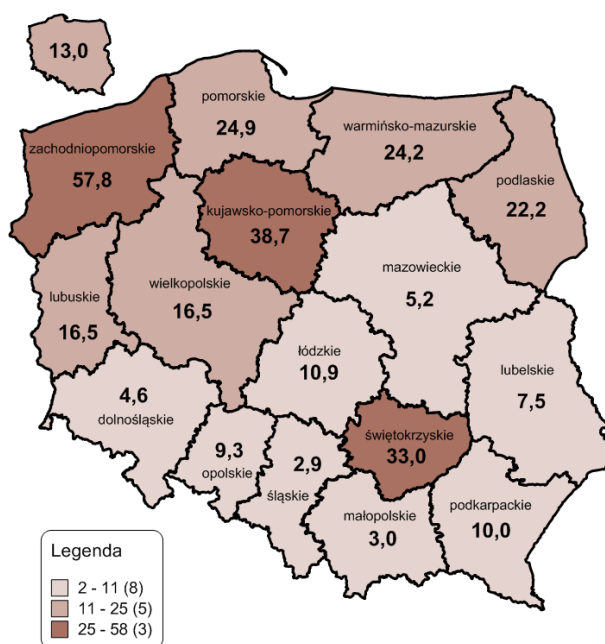 13,0
pomorskie
24,9
warmińsko-mazurskie
24,2
zachodniopomorskie
57,8
podlaskie
22,2
kujawsko-pomorskie
38,7
mazowieckie
5,2
lubuskie
16,5
wielkopolskie
16,5
łódzkie
10,9
lubelskie
7,5
4,6
dolnośląskie
świętokrzyskie
33,0
9,3
opolskie
2,9
śląskie
małopolskie
3,0
podkarpackie
10,0
Legenda
2 - 11 (8)
11 - 25 (5)
25 - 58 (3)